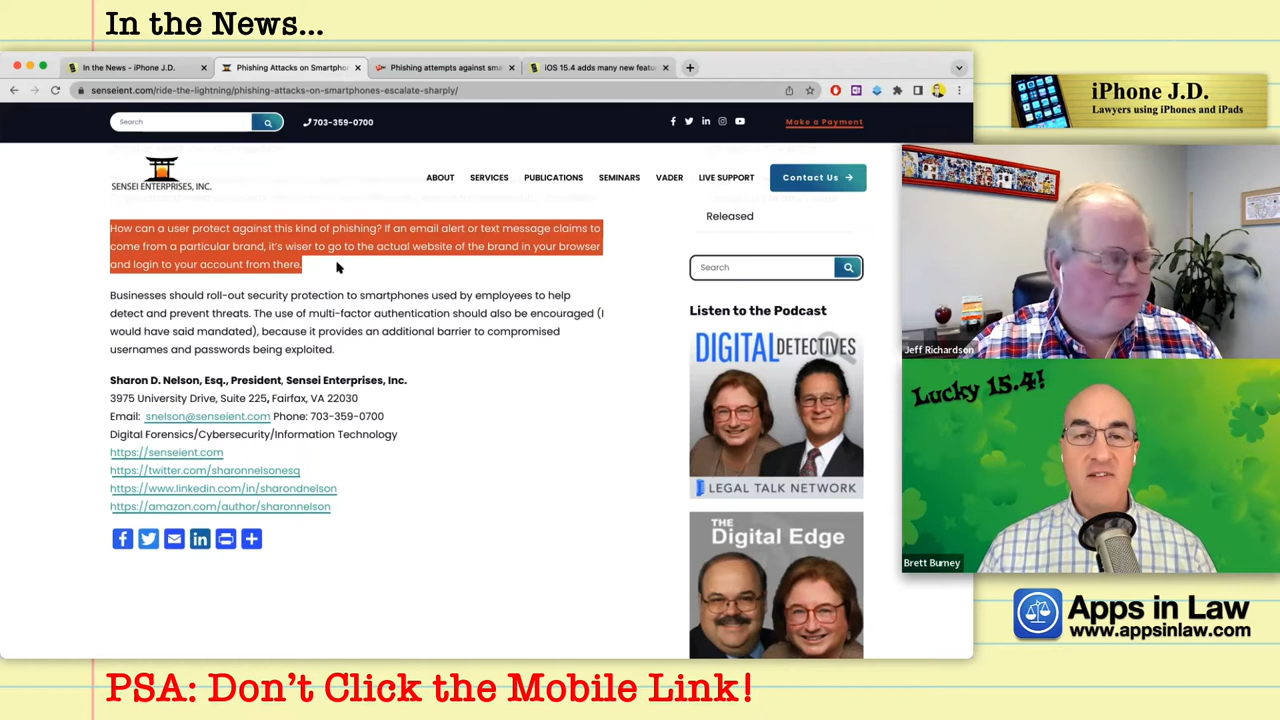 In the News...
In the News - iPhone J.D.
Phishing Attacks on Smartpho
Phishing attempts against sma
iOS 15.4 adds many new featu
senseient.com/ride-the-lightning/phishing-attacks-on-smartphones-escalate-sharply/
Search
703-359-0700
Make a Payment
SENSEI ENTERPRISES, INC.
ABOUT SERVICES PUBLICATIONS SEMINARS VADER LIVE SUPPORT Contact Us
Released
How can a user protect against this kind of phishing? If an email alert or text message claims to
come from a particular brand, it's wiser to go to the actual website of the brand in your browser
and login to your account from there.
Search
Businesses should roll-out security protection to smartphones used by employees to help
detect and prevent threats. The use of multi-factor authentication should also be encouraged (I
would have said mandated), because it provides an additional barrier to compromised
usernames and passwords being exploited.
Sharon D. Nelson, Esq., President, Sensei Enterprises, Inc.
3975 University Drive, Suite 225, Fairfax, VA 22030
Email: snelson@senseient.com Phone: 703-359-0700
Digital Forensics/Cybersecurity/Information Technology
https://senseient.com
https://twitter.com/sharonnelsonesq
https://www.linkedin.com/in/sharondnelson
https://amazon.com/author/sharonnelson
Listen to the Podcast
DIGITAL DETECTIVES
LEGAL TALK NETWORK
THE
Digital Edge
iPhone J.D.
Lawyers using iPhones and iPads
Jeff Richardson
Lucky 15.4!
Brett Burney
Apps in Law
www.appsinlaw.com
PSA: Don't Click the Mobile Link!